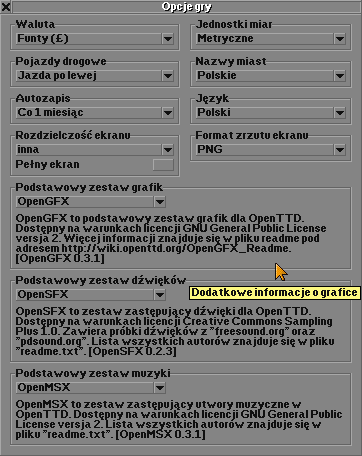 Opcje gry
Waluta
Funty (£)
Jednostki miar
Metryczne
Pojazdy drogowe
Jazda po lewej
Nazwy miast
Polskie
Autozapis
Co 1 miesiąc
Język
Polski
Rozdzielczość ekranu
inna
Pełny ekran
Format zrzutu ekranu
PNG
Podstawowy zestaw grafik
OpenGFX
OpenGFX to podstawowy zestaw grafik dla OpenTTD.
Dostępny na warunkach licencji GNU General Public License
versja 2. Więcej informacji znajduje się w pliku readme pod
adresem http://wiki.openttd.org/OpenGFX_Readme.
[OpenGFX 0.3.1]
Podstawowy zestaw dźwięków
OpenSFX
Dodatkowe informacje o grafice
OpenSFX to zestaw zastępujący dźwięki dla OpenTTD.
Dostępny na warunkach licencji Creative Commons Sampling
Plus 1.0. Zawiera próbki dźwięków z "freesound.org" oraz
"pdsound.org". Lista wszystkich autorów znajduje się w pliku
"readme.txt". [OpenSFX 0.2.3]
Podstawowy zestaw muzyki
OpenMSX
OpenMSX to zestaw zastępujący utwory muzyczne w
OpenTTD. Dostępny na warunkach licencji GNU General Public
License versja 2. Lista wszystkich autorów znajduje się w
pliku "readme.txt". [OpenMSX 0.3.1]